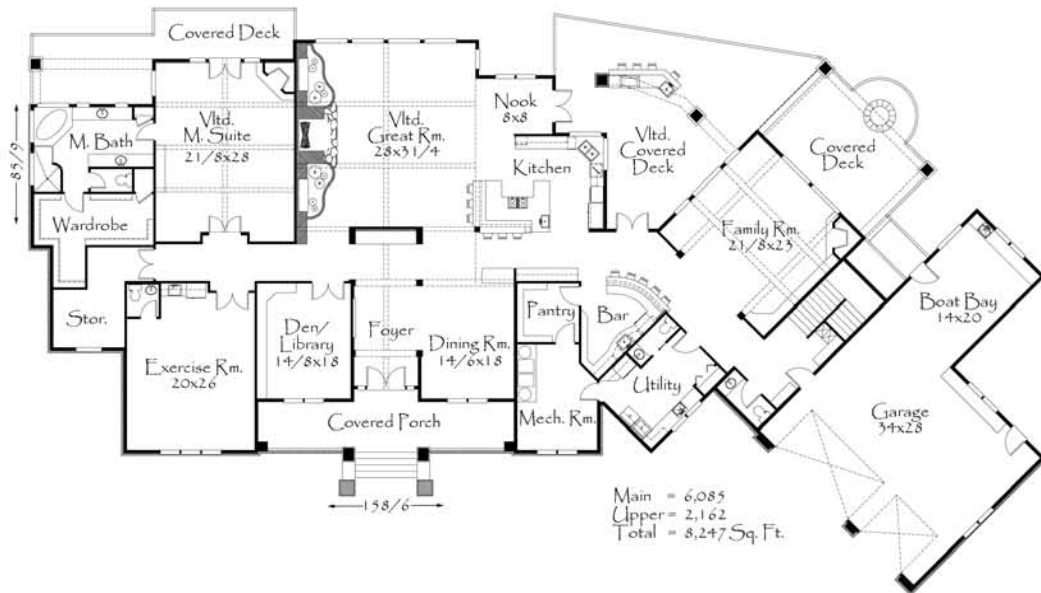 Covered Deck
Vltd.
M. Suite
21/8x28
Vltd.
Great Rm.
28x31/4
Nook
8x8
Vltd.
Covered
Deck
Covered
Deck
85/9
M. Bath
Kitchen
Wardrobe
Family Rm.
21/8x23
Stor.
Exercise Rm.
20x26
Den/
Library
14/8x18
Foyer
Dining Rm.
14/6x18
Pantry
Bar
Boat Bay
14x20
Utility
Mech. Rm.
Garage
34x28
Covered Porch
158/6
Main = 6,085
Upper = 2,162
Total = 8,247 Sq. Ft.